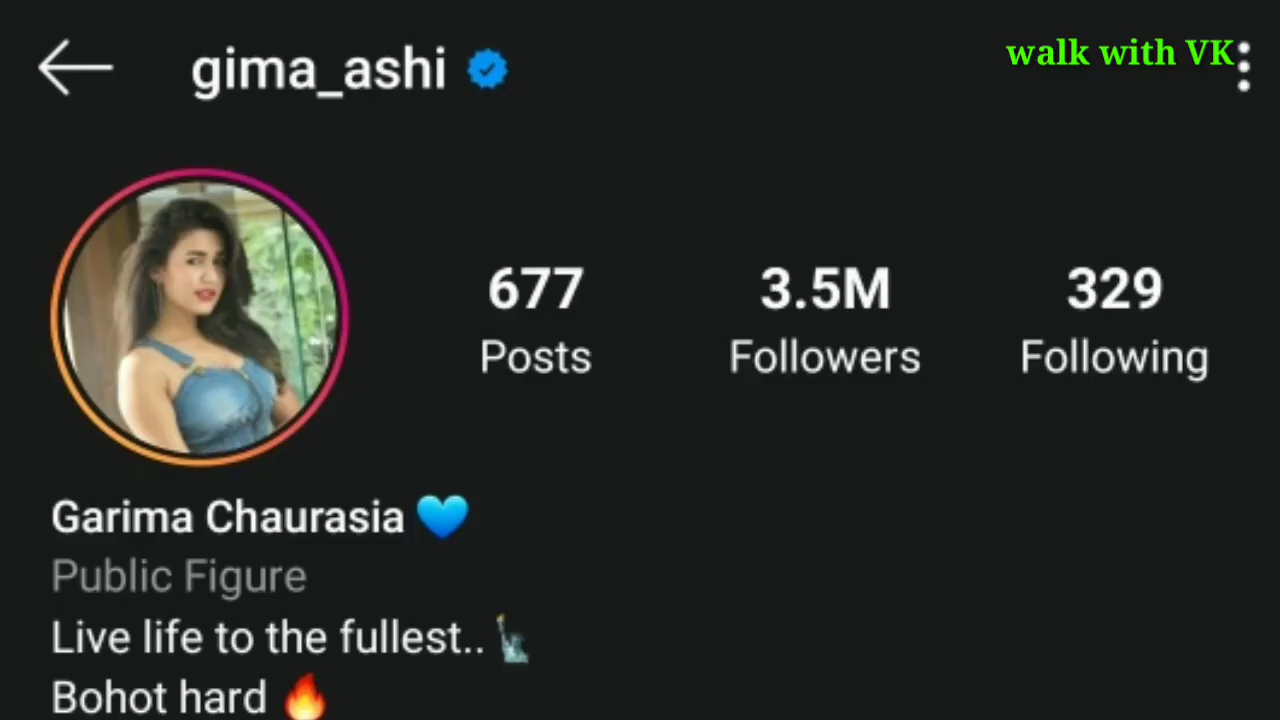 gima_ashi
walk with VK
677
Posts
3.5M
Followers
329
Following
Garima Chaurasia 💙
Public Figure
Live life to the fullest..🗽
Bohot hard 🔥